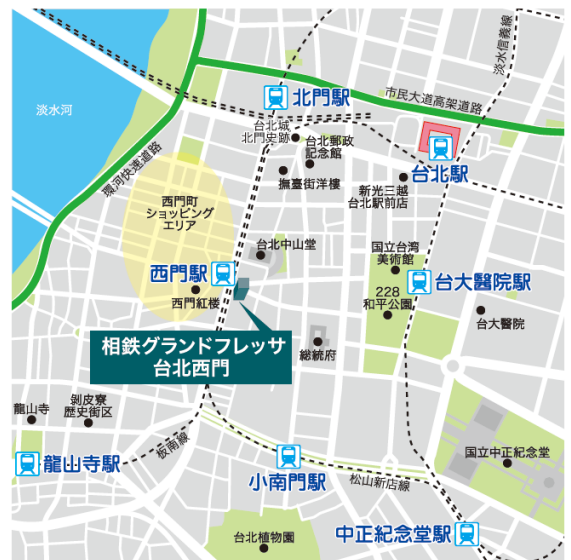 淡水信義線
市民大道高架道路
北門駅
淡水河
台北城
北門史跡
台北郵政
記念館
台北駅
環河快速道路
撫臺街洋樓
新光三越
台北駅前店
西門町
ショッピング
エリア
台北中山堂
国立台湾
美術館
西門駅
台大醫院駅
西門紅楼
228
和平公園
台大醫院
相鉄グランドフレッサ
台北西門
総統府
剝皮寮
歴史街区
龍山寺
板南線
国立中正紀念堂
龍山寺駅
小南門駅
松山新店線
台北植物園
中正紀念堂駅